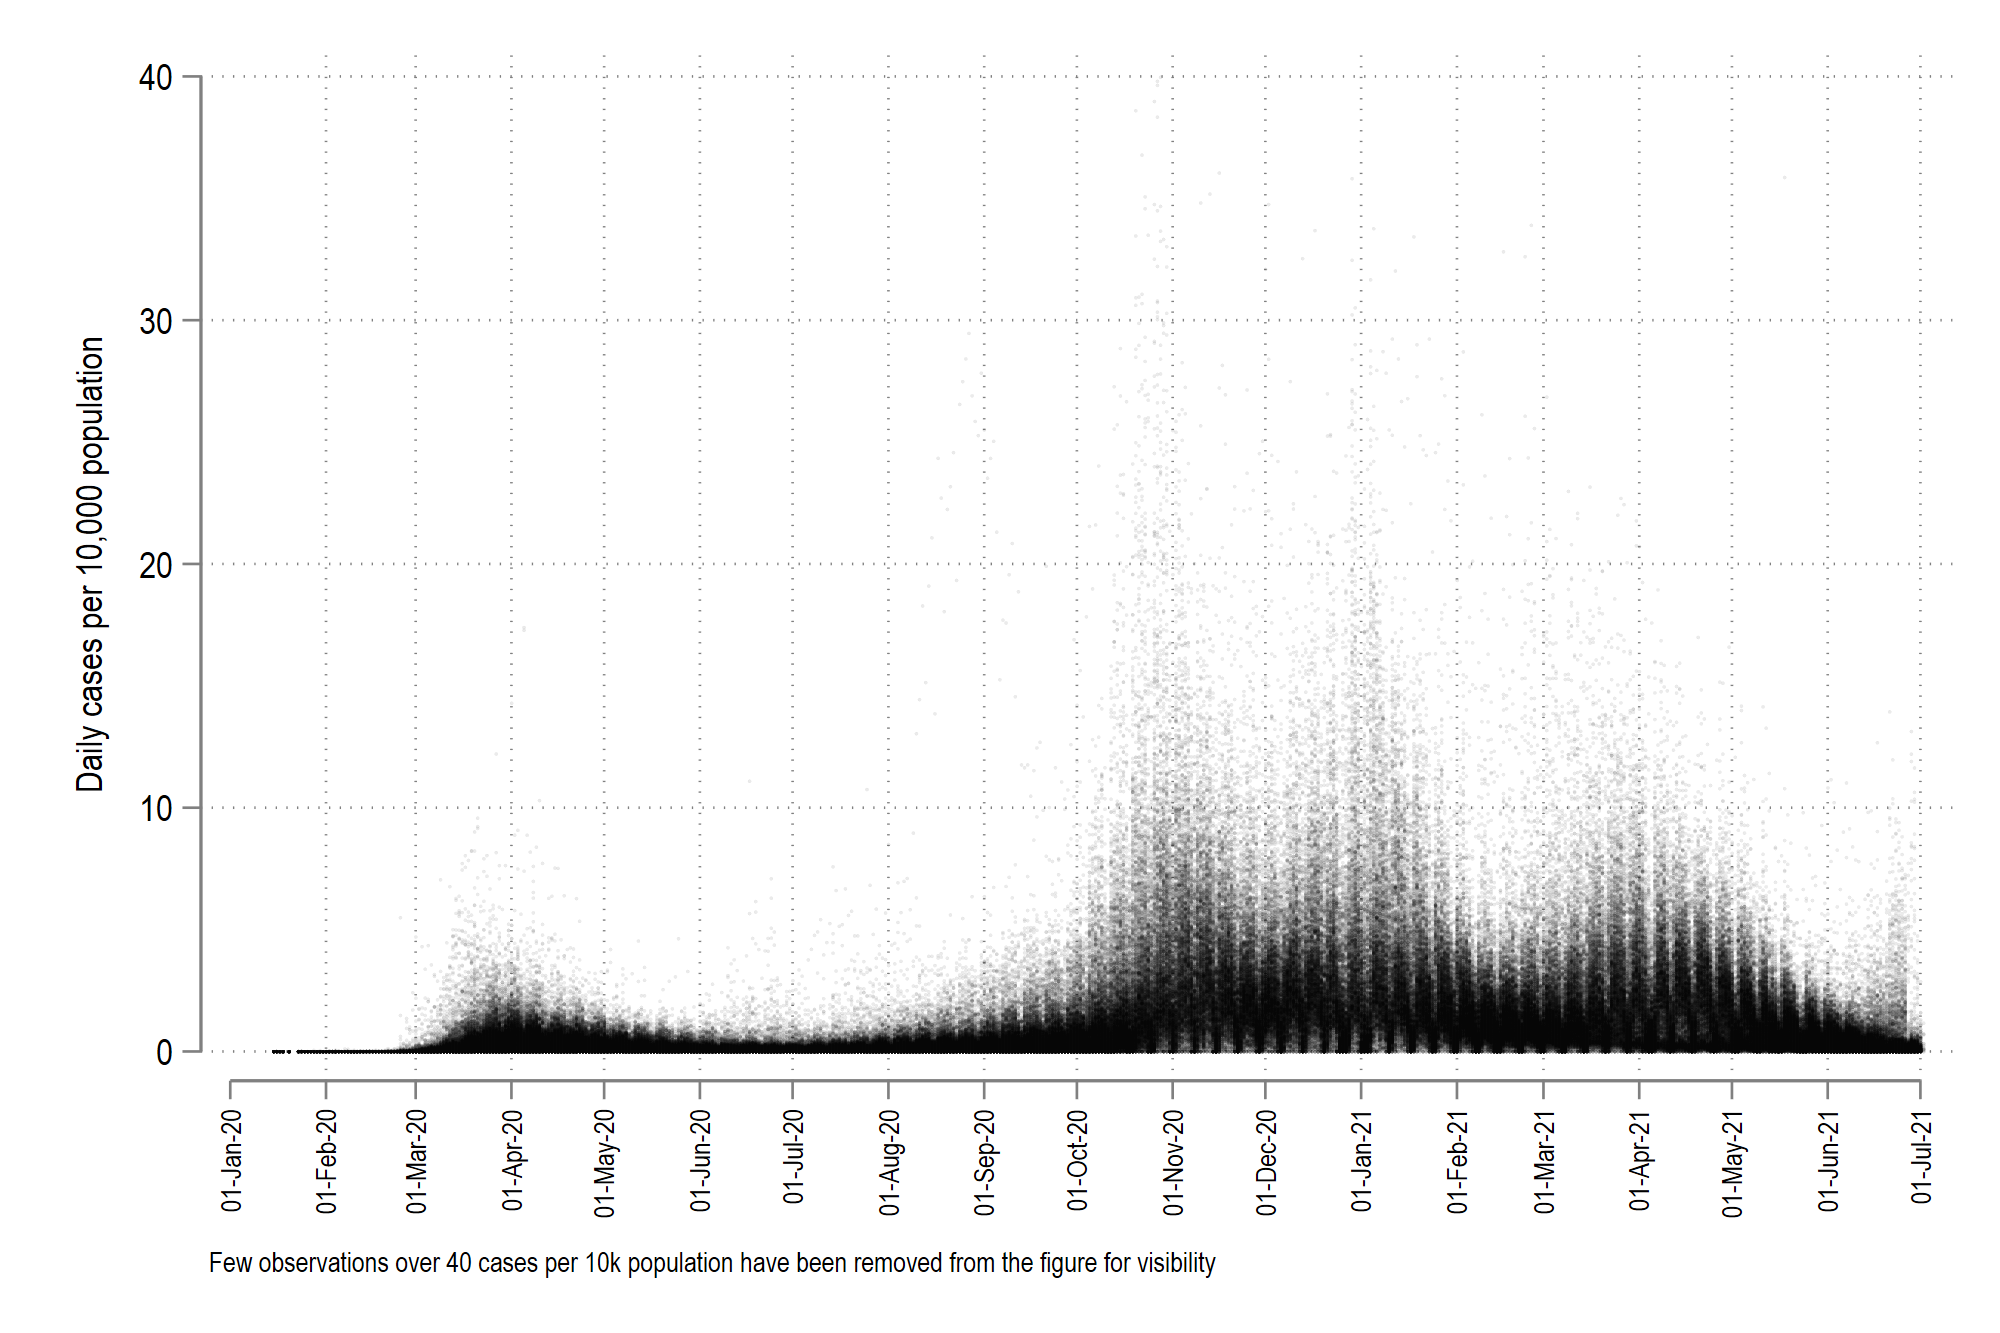 40
30
20
10
0
Daily cases per 10,000 population
01-Jan-20
01-Feb-20
01-Mar-20
01-Apr-20
01-May-20
01-Jun-20
01-Jul-20
01-Aug-20
01-Sep-20
01-Oct-20
01-Nov-20
01-Dec-20
01-Jan-21
01-Feb-21
01-Mar-21
01-Apr-21
01-May-21
01-Jun-21
01-Jul-21
Few observations over 40 cases per 10k population have been removed from the figure for visibility